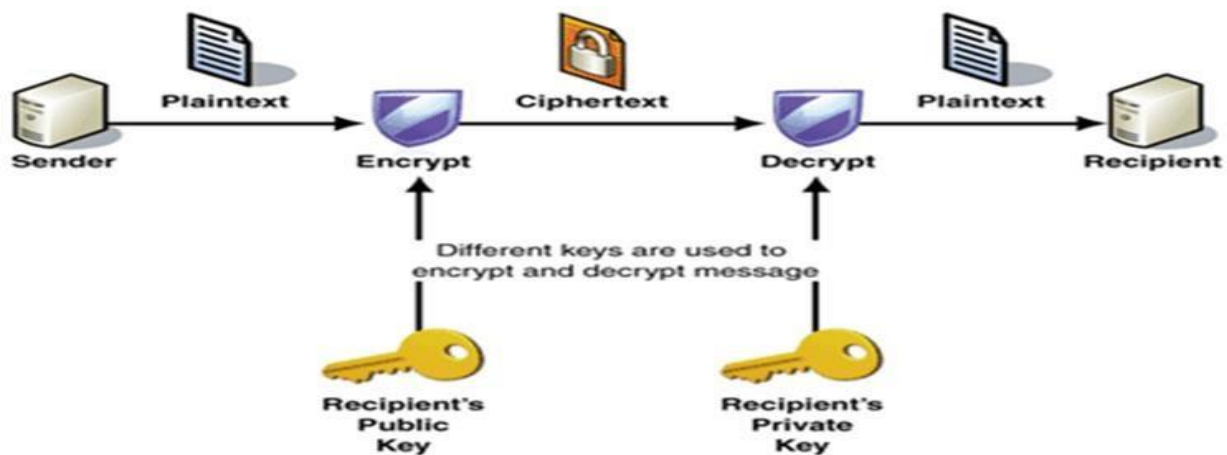 Plaintext
Ciphertext
Plaintext
Sender
Encrypt
Decrypt
Recipient
Different keys are used to
encrypt and decrypt message
Recipient's
Public
Key
Recipient's
Private
Key